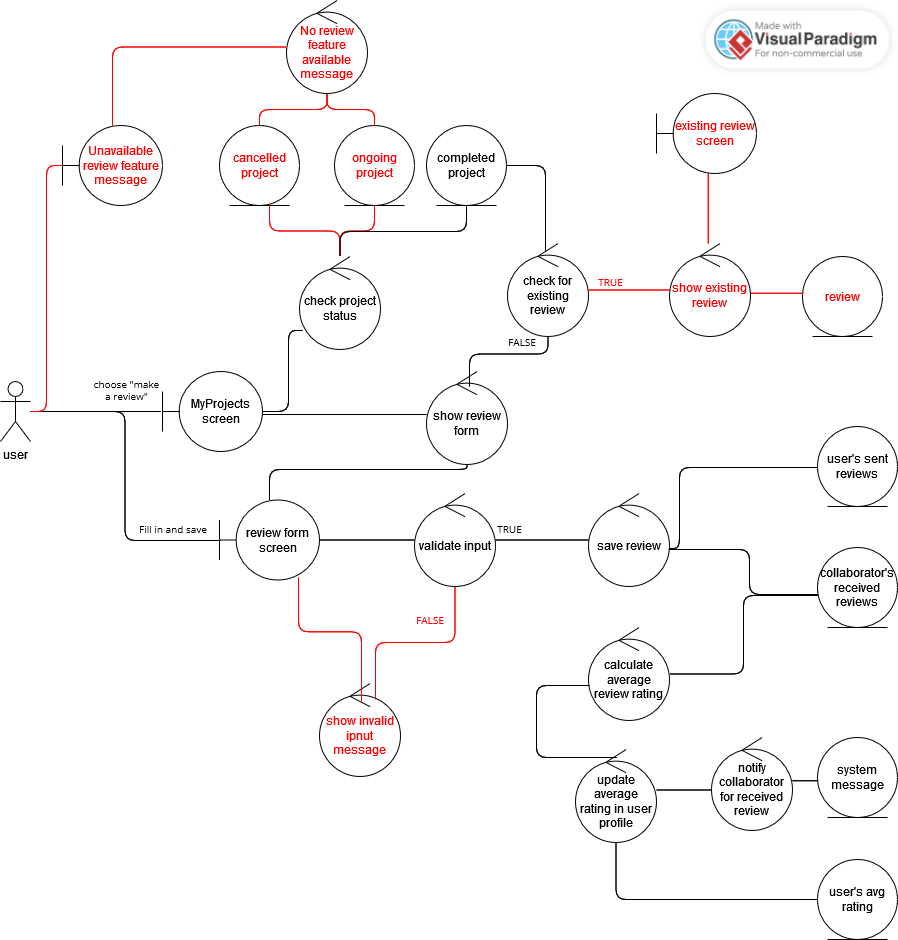 No review
feature
available
message
Made with
VisualParadigm
For non-commercial use
Unavailable
review feature
message
cancelled
project
ongoing
project
completed
project
existing review
screen
check project
status
check for
existing
review
TRUE
show existing
review
review
FALSE
choose "make
a review"
MyProjects
screen
show review
form
user
user's sent
reviews
Fill in and save
review form
screen
validate input
TRUE
save review
collaborator's
received
reviews
FALSE
calculate
average
review rating
show invalid
ipnut
message
update
average
rating in user
profile
notify
collaborator
for received
review
system
message
user's avg
rating